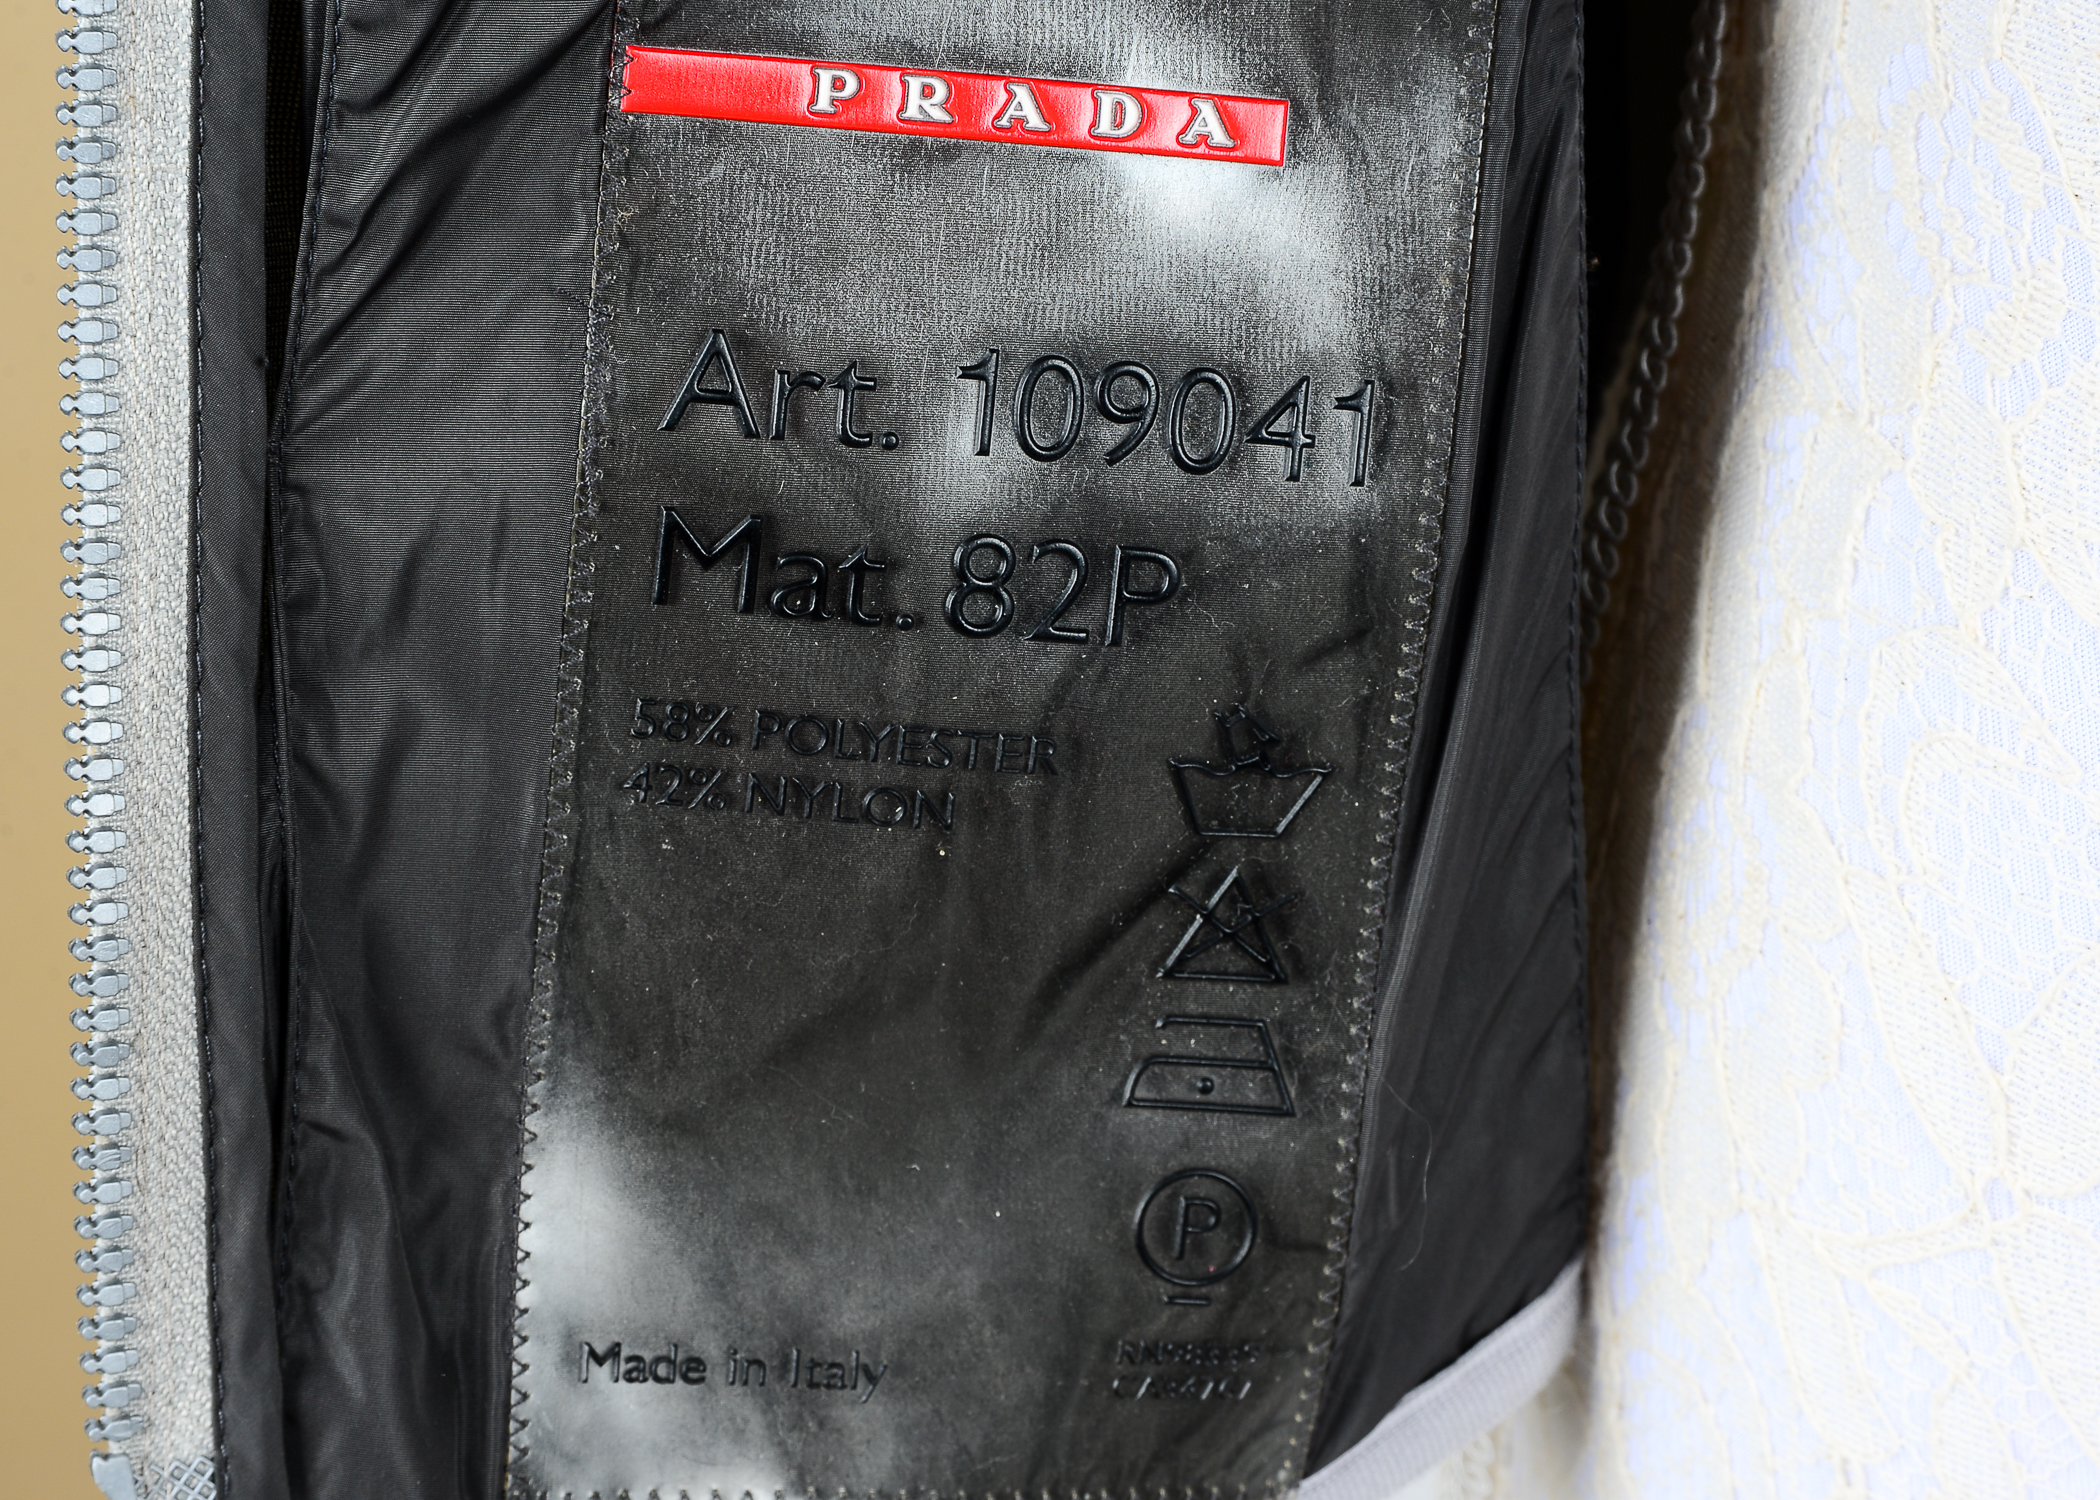 PRADA
Art. 109041
Mat. 82P
58% POLYESTER
42% NYLON
P
Made in Italy